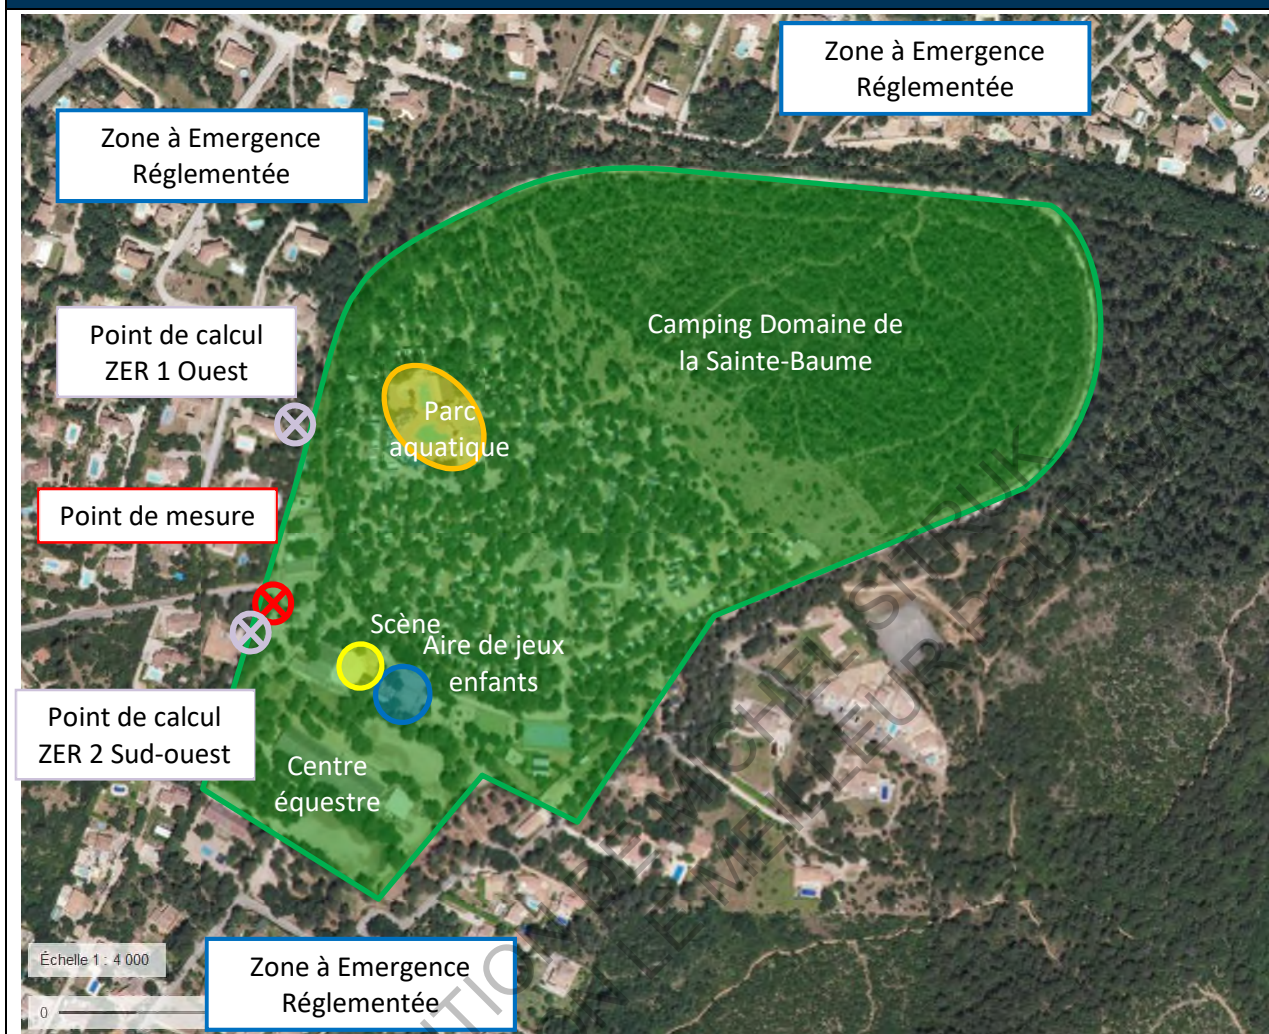 Zone à Emergence
Réglementée
Zone à Emergence
Réglementée
Point de calcul
ZER 1 Ouest
Camping Domaine de
la Sainte-Baume
Parc
aquatique
Point de mesure
Scène
Aire de jeux
enfants
Point de calcul
ZER 2 Sud-ouest
Centre
équestre
Échelle 1 : 4 000
0
Zone à Emergence
Réglementée